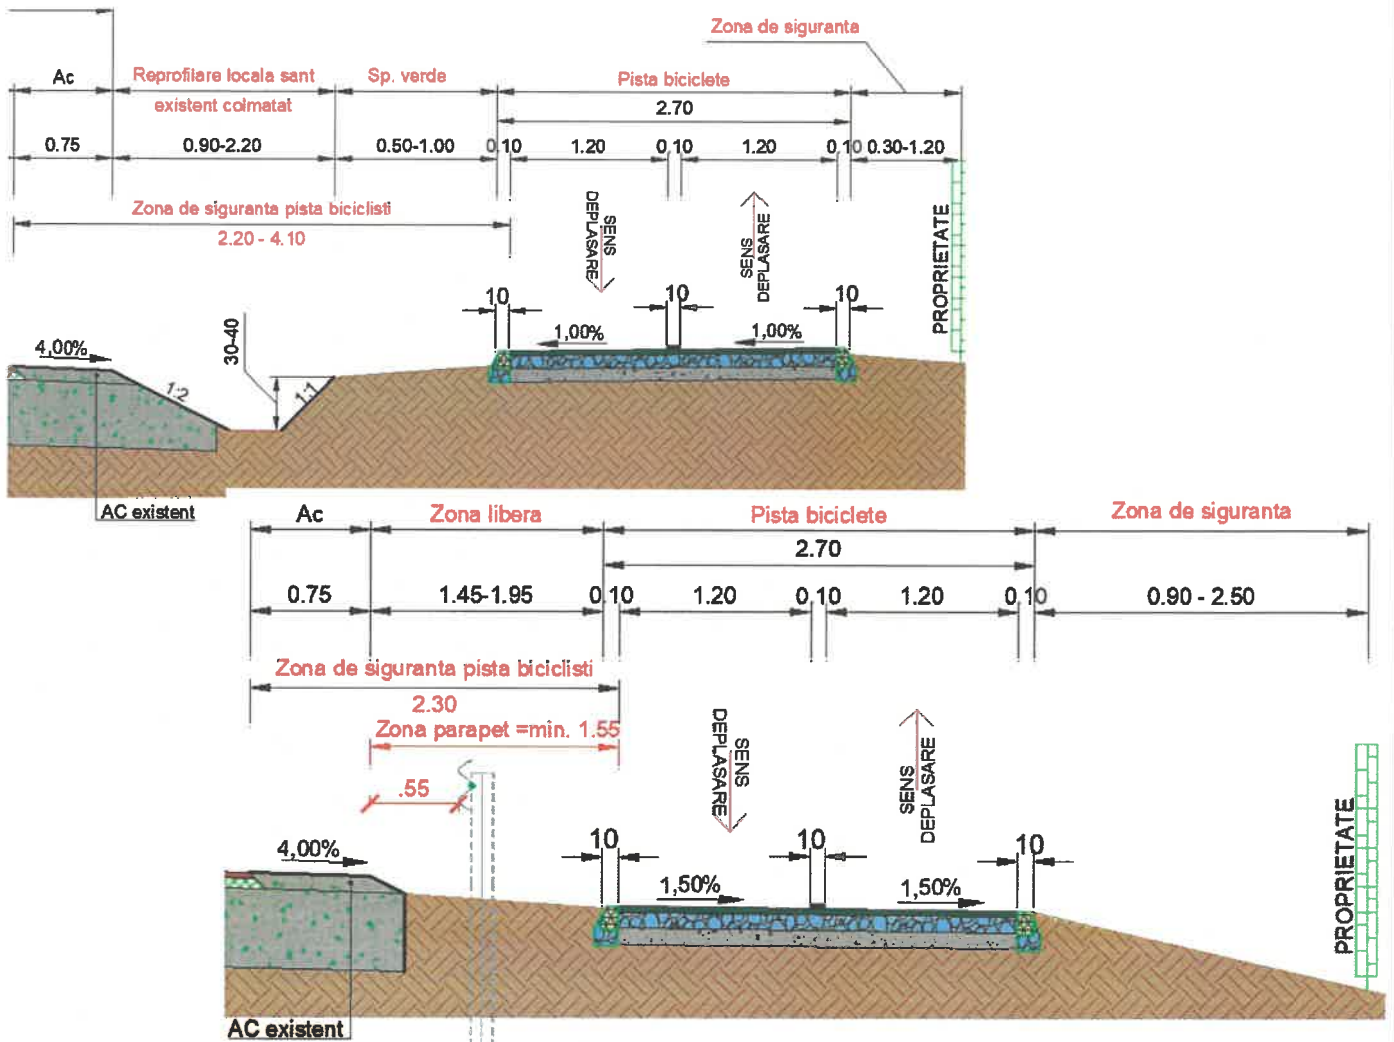 Zona de siguranta
Ac Reprofilare locala sant Sp. verde Pista biciclete
existent colmatat
2.70
0.75 0.90-2.20 0.50-1.00 0.10 1.20 0.10 1.20 0.10 0.30-1.20
Zona de siguranta pista biciclisti
2.20 - 4.10
SENS
DEPLASARE
SENS
DEPLASARE
PROPRIETATE
10 10 10
1,00% 1,00%
4,00%
30-40
1:2
1:1
AC existent
Ac Zona libera Pista biciclete Zona de siguranta
2.70
0.75 1.45-1.95 0.10 1.20 0.10 1.20 0.10 0.90 - 2.50
Zona de siguranta pista biciclisti
2.30
Zona parapet =min. 1.55
.55
SENS
DEPLASARE
SENS
DEPLASARE
PROPRIETATE
10 10 10
4,00%
1,50% 1,50%
AC existent